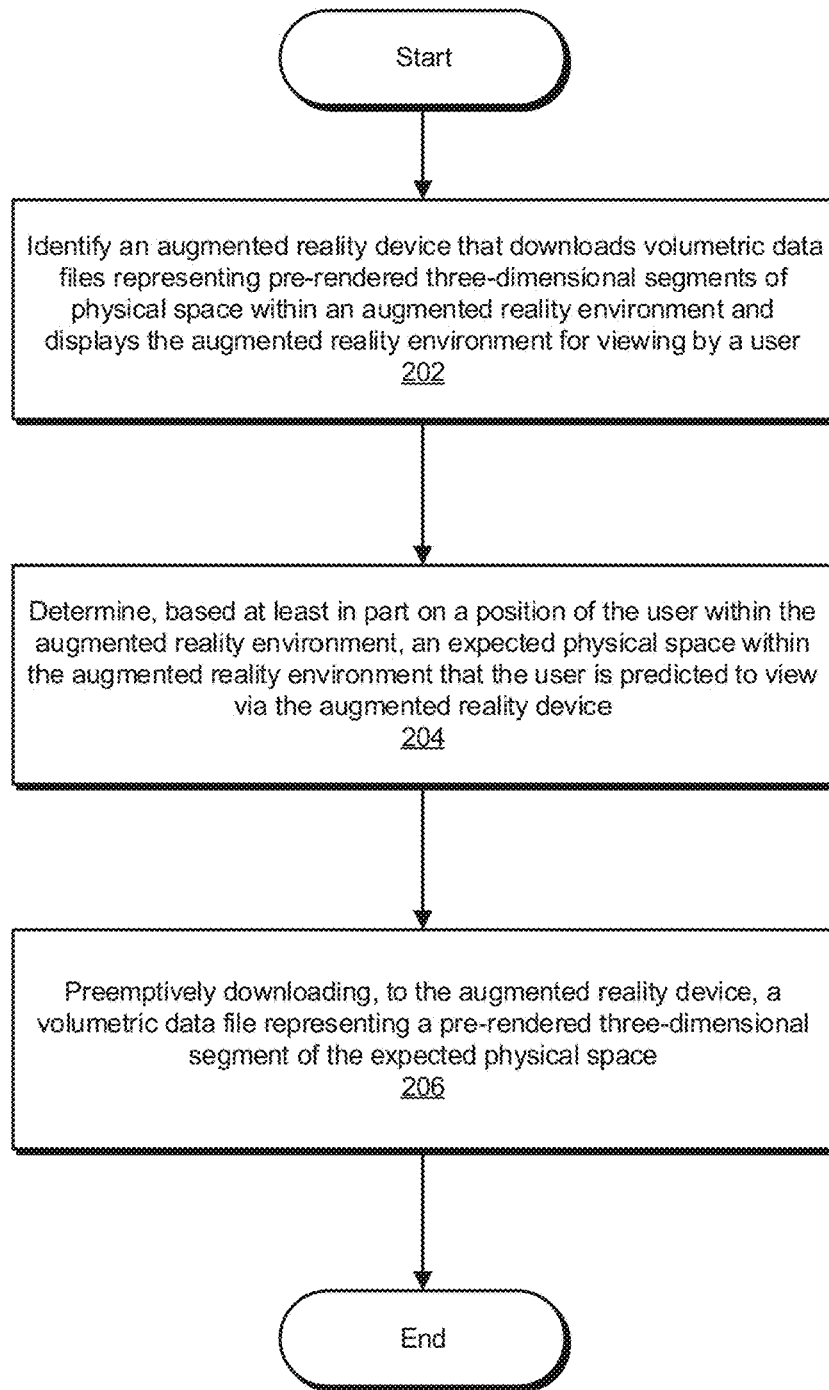 Start
Identify an augmented reality device that downloads volumetric data
files representing pre-rendered three-dimensional segments of
physical space within an augmented reality environment and
displays the augmented reality environment for viewing by a user
202
Determine, based at least in part on a position of the user within the
augmented reality environment, an expected physical space within
the augmented reality environment that the user is predicted to view
via the augmented reality device
204
Preemptively downloading, to the augmented reality device, a
volumetric data file representing a pre-rendered three-dimensional
segment of the expected physical space
206
End